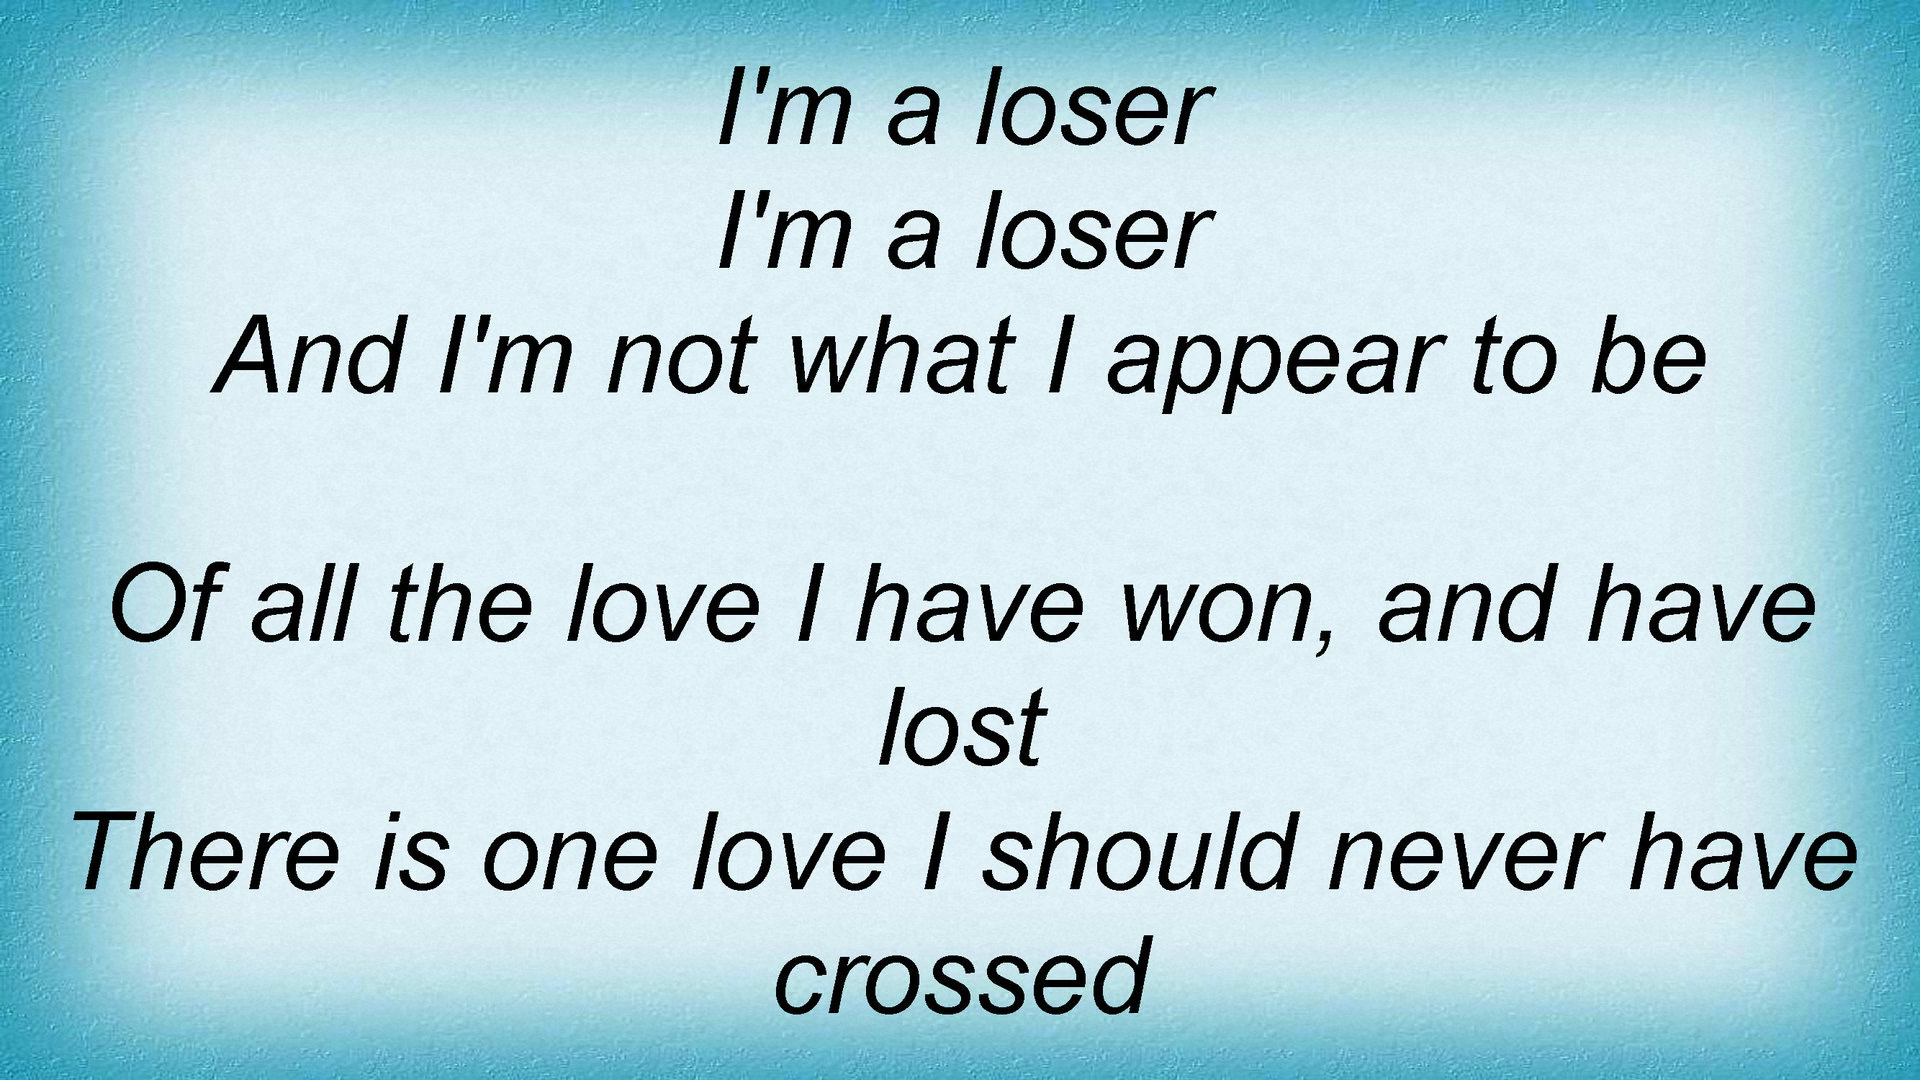 I'm a loser
I'm a loser
And I'm not what I appear to be
Of all the love I have won, and have
lost
There is one love I should never have
crossed